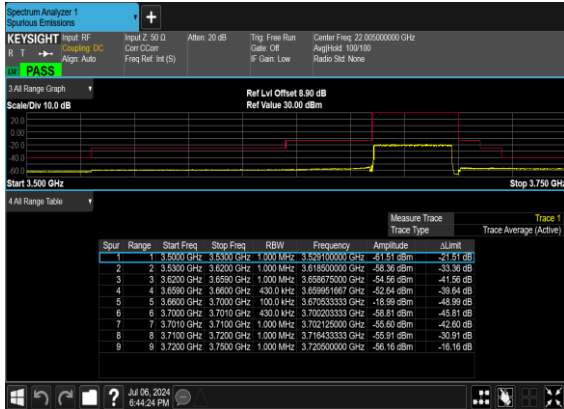 Spectrum Analyzer 1
Spurious Emissions
+
KEYSIGHT Input: RF Input Z: 50 Ω Atten: 20 dB Trig: Free Run Center Freq: 22.005000000 GHz
R T Coupling: DC Corr CCorr Gate: Off Avg|Hold: 100/100
Align: Auto Freq Ref: Int (S) IF Gain: Low Radio Std: None
LW PASS
3 All Range Graph Ref Lvl Offset 8.90 dB
Scale/Div 10.0 dB Ref Value 30.00 dBm
20.0
0.00
-20.0
-40.0
-60.0
Start 3.500 GHz Stop 3.750 GHz
4 All Range Table
Measure Trace Trace 1
Trace Type Trace Average (Active)
Spur Range Start Freq Stop Freq RBW Frequency Amplitude ΔLimit
1 1 3.5000 GHz 3.5300 GHz 1.000 MHz 3.529100000 GHz -61.51 dBm -21.51 dB
2 2 3.5300 GHz 3.6200 GHz 1.000 MHz 3.618500000 GHz -58.36 dBm -33.36 dB
3 3 3.6200 GHz 3.6590 GHz 1.000 MHz 3.658675000 GHz -54.56 dBm -41.56 dB
4 4 3.6590 GHz 3.6600 GHz 430.0 kHz 3.659951667 GHz -52.64 dBm -39.64 dB
5 5 3.6600 GHz 3.7000 GHz 100.0 kHz 3.670533333 GHz -18.99 dBm -48.99 dB
6 6 3.7000 GHz 3.7010 GHz 430.0 kHz 3.700203333 GHz -58.81 dBm -45.81 dB
7 7 3.7010 GHz 3.7100 GHz 1.000 MHz 3.702125000 GHz -55.60 dBm -42.60 dB
8 8 3.7100 GHz 3.7200 GHz 1.000 MHz 3.716433333 GHz -55.91 dBm -30.91 dB
9 9 3.7200 GHz 3.7500 GHz 1.000 MHz 3.720500000 GHz -56.16 dBm -16.16 dB
? Jul 06, 2024
6:44:24 PM